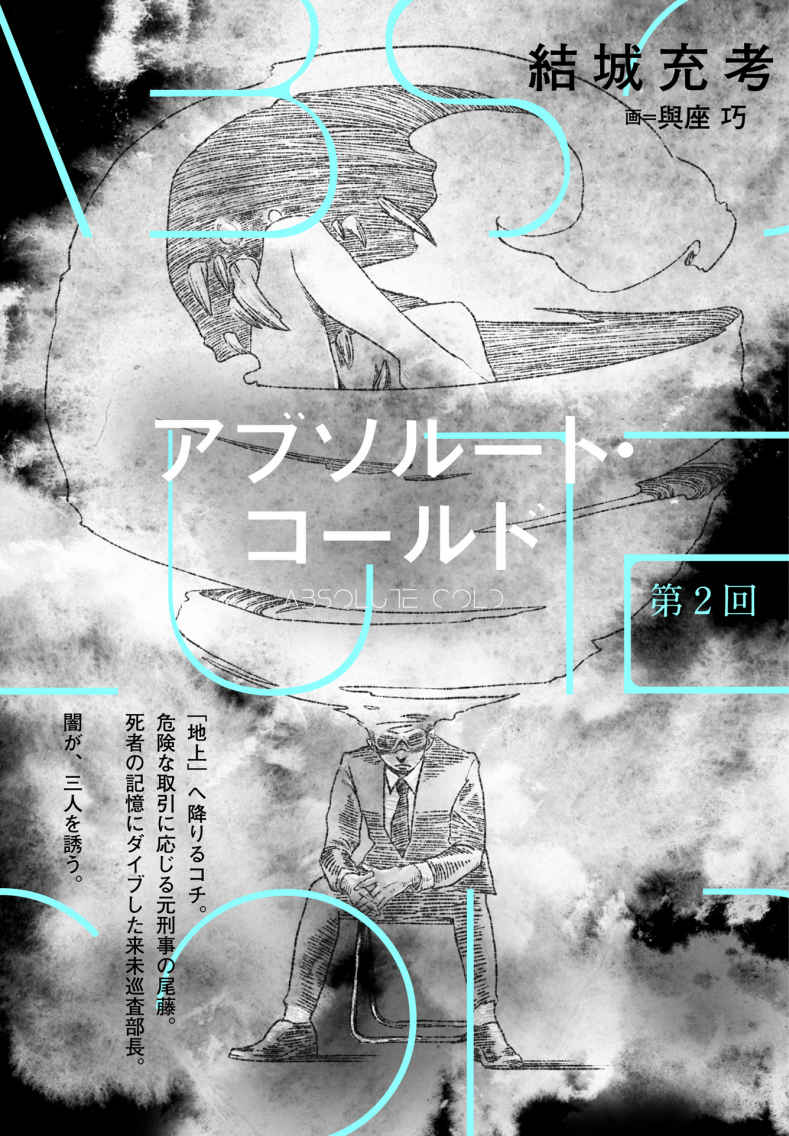 結城充考
画=與座 巧
アブソルート・
コールド
ABSOLUTE COLD
第2回
「地上」へ降りるコチ。
危険な取引に応じる元刑事の尾藤。
死者の記憶にダイブした来未巡査部長。
闇が、三人を誘う。